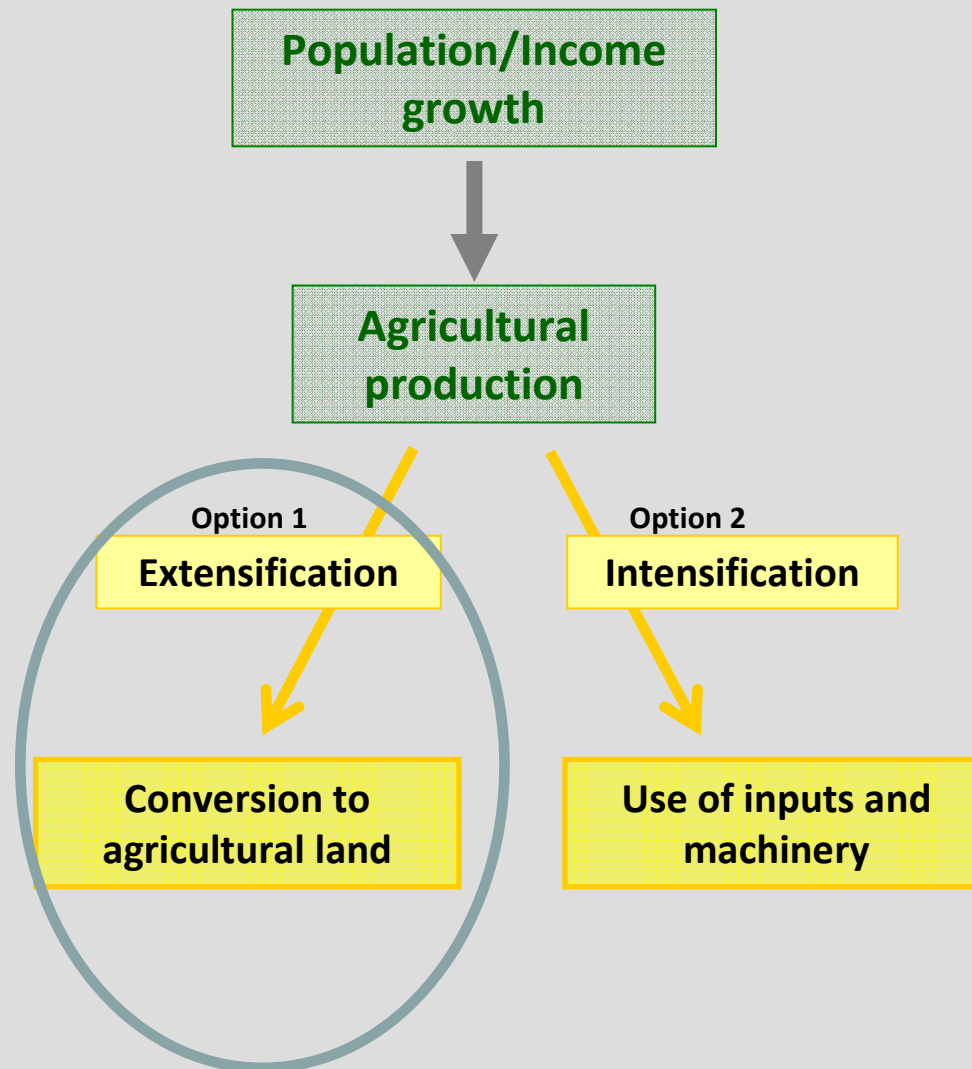 Population/Income
growth
Agricultural
production
Option 1
Extensification
Option 2
Intensification
Conversion to
agricultural land
Use of inputs and
machinery